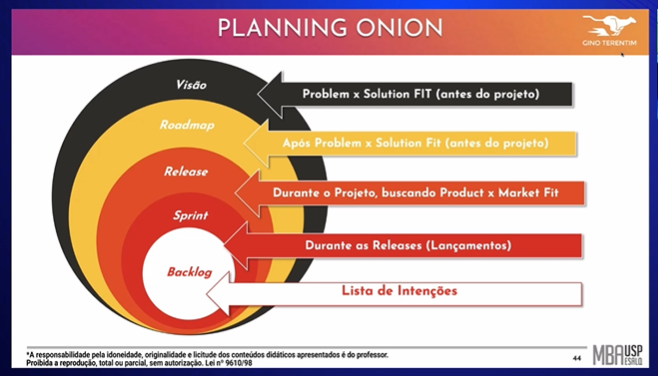 PLANNING ONION
GINO TERENTIM
Visão
Problem x Solution FIT (antes do projeto)
Roadmap
Após Problem x Solution Fit (antes do projeto)
Release
Durante o Projeto, buscando Product x Market Fit
Sprint
Durante as Releases (Lançamentos)
Backlog
Lista de Intenções
*A responsabilidade pela idoneidade, originalidade e licitude dos conteúdos didáticos apresentados é do professor.
Proibida a reprodução, total ou parcial, sem autorização. Lei nº 9610/98
44
MBA USP
ESALQ